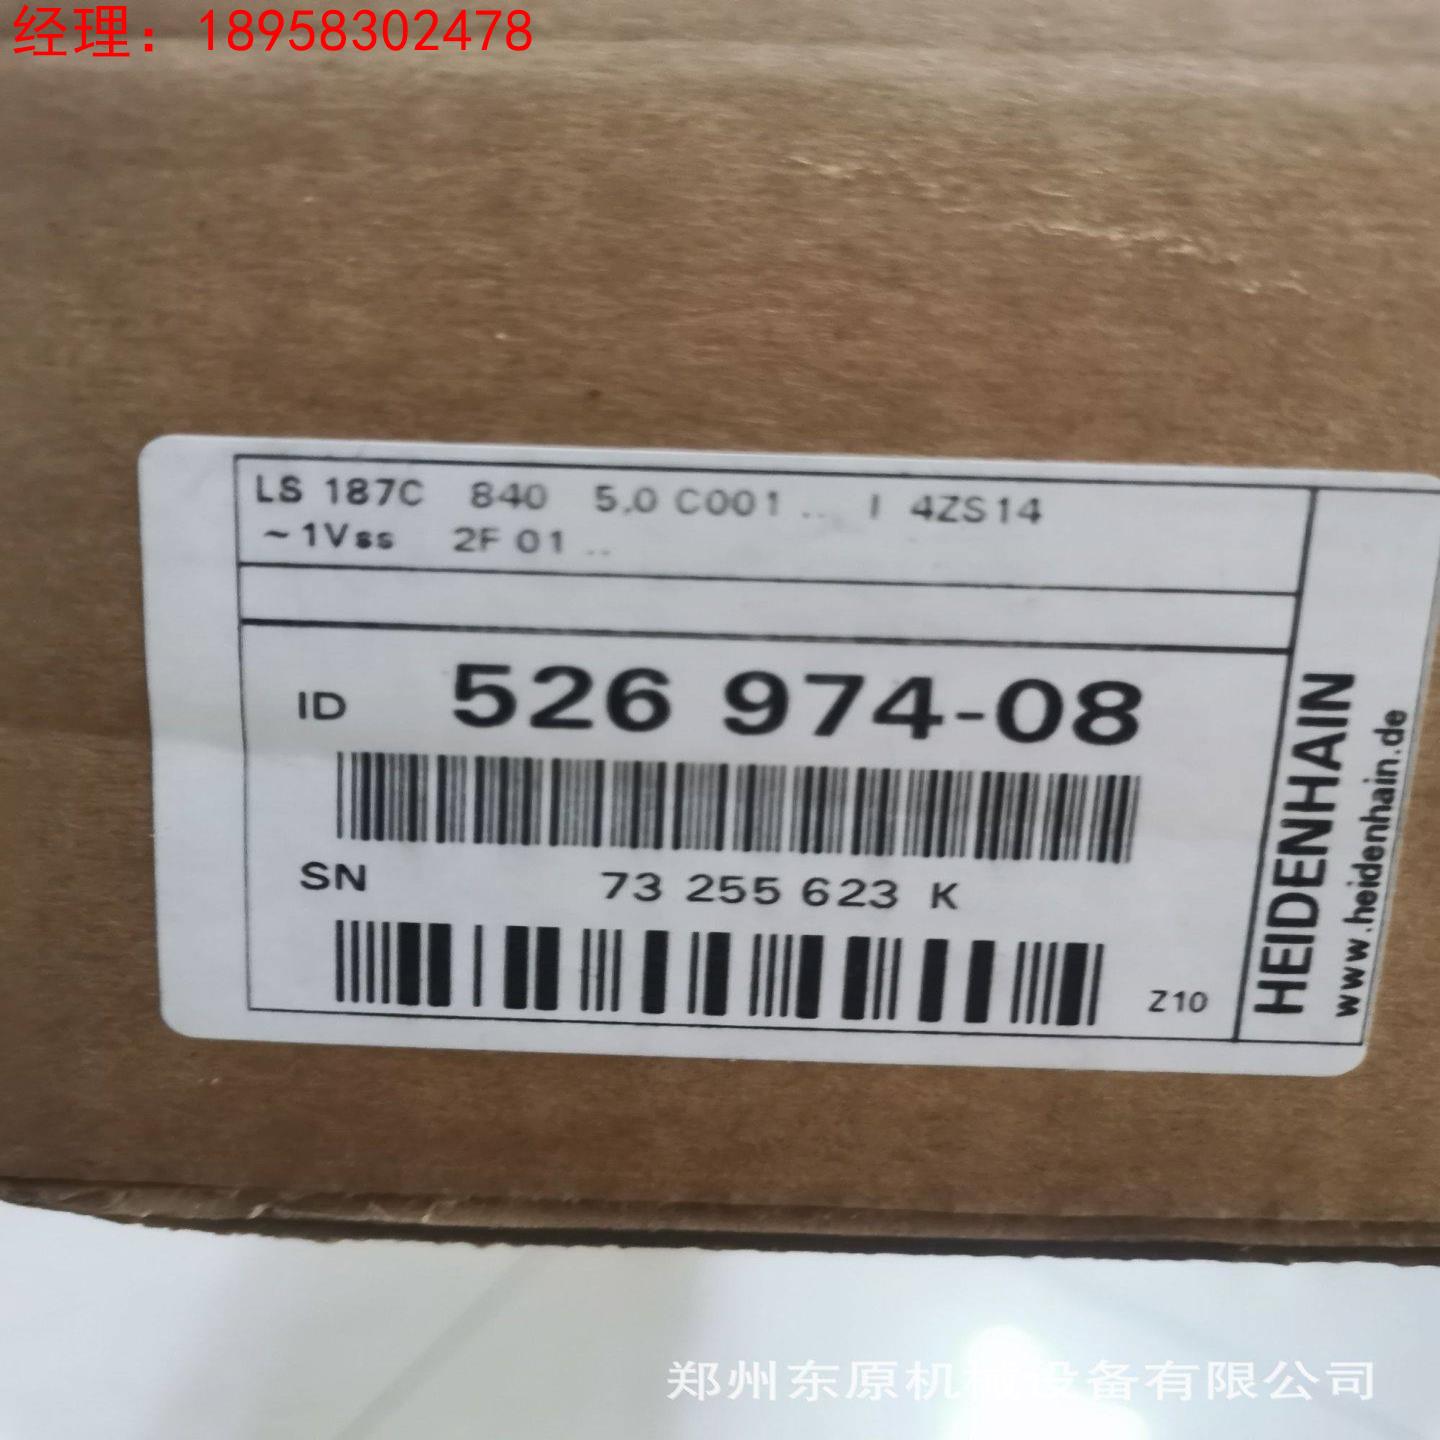 经理：18958302478
LS 187C 840 5,0 C001 .. I 4ZS14
~1Vss 2F 01 ..
ID 526 974-08
SN 73 255 623 K
Z10
HEIDENHAIN
www.heidenhain.de
郑州东原机械设备有限公司